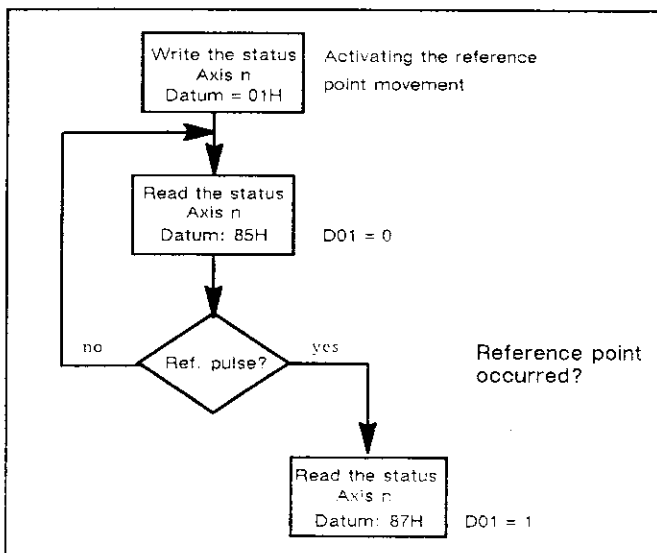 Write the status
Axis n
Datum = 01H
Activating the reference
point movement
Read the status
Axis n
Datum: 85H
D01 = 0
no
Ref. pulse?
yes
Reference point
occurred?
Read the status
Axis n
Datum: 87H
D01 = 1